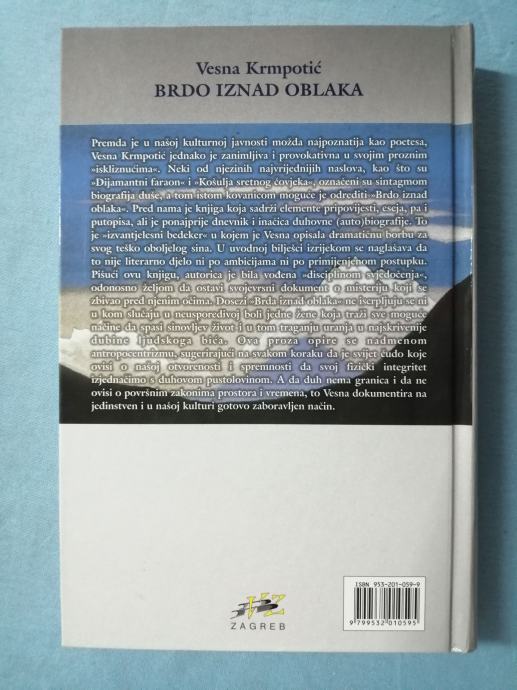 Vesna Krmpotić
BRDO IZNAD OBLAKA
Premda je u našoj kulturnoj javnosti možda najpoznatija kao poetesa,
Vesna Krmpotić jednako je zanimljiva i provokativna u svojim proznim
»iskliznućima«. Neki od njezinih najvrijednijih naslova, kao što su
»Dijamantni faraon« i »Košulja sretnog čovjeka«, označeni su sintagmom
biografija duše, a tom istom kovanicom moguće je odrediti »Brdo iznad
oblaka«. Pred nama je knjiga koja sadrži elemente pripovijesti, eseja, pa i
putopisa, ali je ponajprije dnevnik i inačica duhovne (auto)biografije. To
je »izvantjelesni bedeker« u kojem je Vesna opisala dramatičnu borbu za
svog teško oboljelog sina. U uvodnoj bilješci izrijekom se naglašava da
to nije literarno djelo ni po ambicijama ni po primijenjenom postupku.
Pišući ovu knjigu, autorica je bila vođena »disciplinom svjedočenja«,
odonosno željom da ostavi svojevrsni dokument o misteriju koji se
zbivao pred njenim očima. Dosezi »Brda iznad oblaka« ne iscrpljuju se ni
u kom slučaju u neusporedivoj boli jedne žene koja traži sve moguće
načine da spasi sinovljev život i u tom traganju uranja u najskrivenije
dubine ljudskoga bića. Ova proza opire se nadmenom
antropocentrizmu, sugerirajući na svakom koraku da je svijet čudo koje
ovisi o našoj otvorenosti i spremnosti da svoj fizički integritet
izjednačimo s duhovom pustolovinom. A da duh nema granica i da ne
ovisi o površnim zakonima prostora i vremena, to Vesna dokumentira na
jedinstven i u našoj kulturi gotovo zaboravljen način.
ISBN 953-201-059-9
9 799532 010595
VZ
ZAGREB